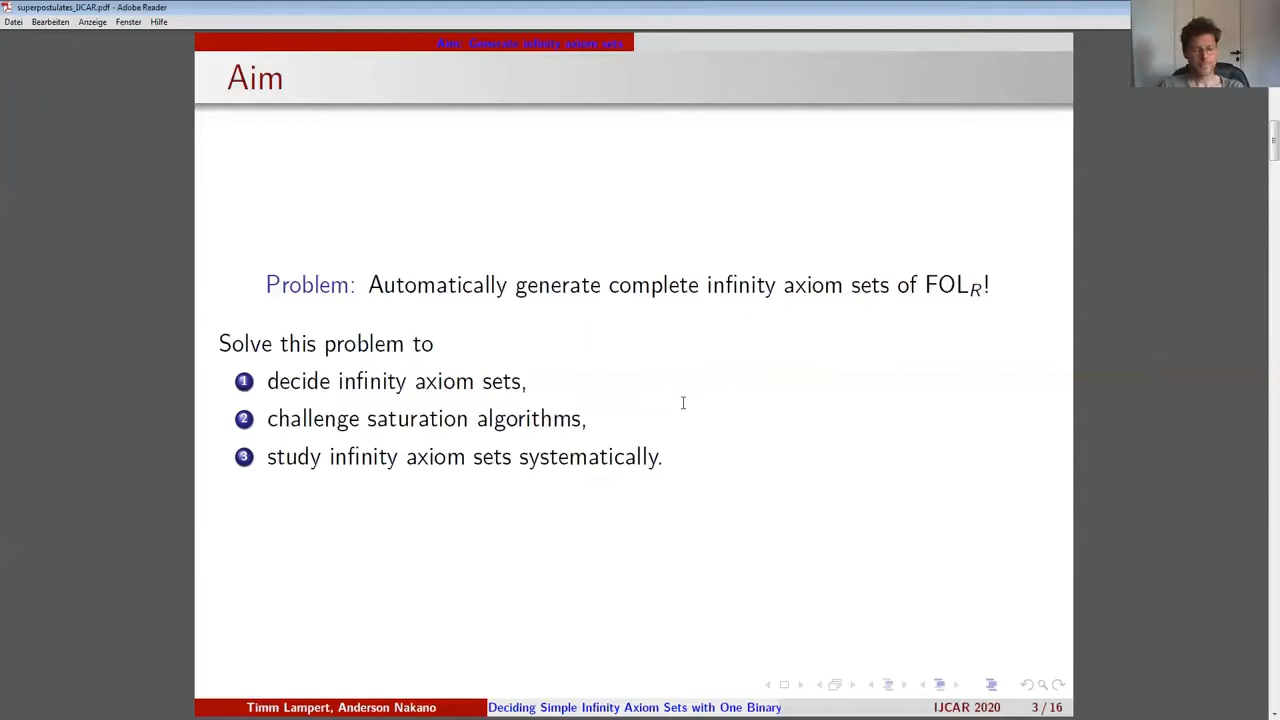 superpostulates_IJCAR.pdf - Adobe Reader
Datei Bearbeiten Anzeige Fenster Hilfe
Aim: Generate infinity axiom sets
Aim
Problem: Automatically generate complete infinity axiom sets of FOL_R!
Solve this problem to
1 decide infinity axiom sets,
2 challenge saturation algorithms,
3 study infinity axiom sets systematically.
Timm Lampert, Anderson Nakano Deciding Simple Infinity Axiom Sets with One Binary IJCAR 2020 3 / 16